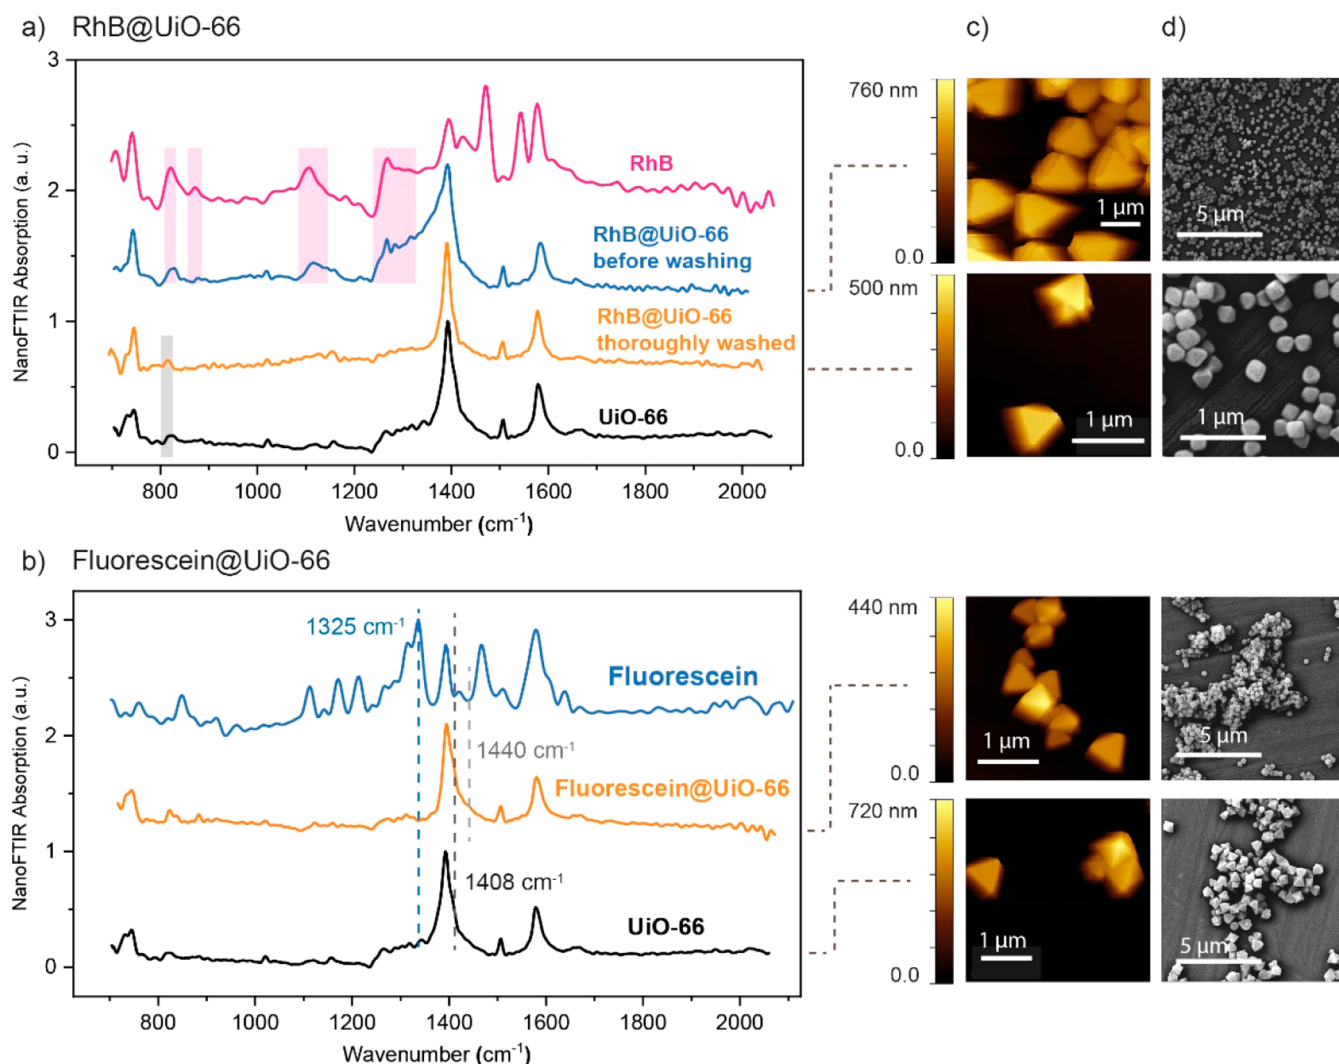 a) RhB@UiO-66
c)
d)
3
2
1
0
NanoFTIR Absorption (a. u.)
RhB
RhB@UiO-66
before washing
RhB@UiO-66
thoroughly washed
UiO-66
800 1000 1200 1400 1600 1800 2000
Wavenumber (cm⁻¹)
760 nm
0.0
500 nm
0.0
1 μm
5 μm
1 μm
1 μm
b) Fluorescein@UiO-66
3
2
1
0
NanoFTIR Absorption (a.u.)
1325 cm⁻¹
Fluorescein
1440 cm⁻¹
Fluorescein@UiO-66
1408 cm⁻¹
UiO-66
800 1000 1200 1400 1600 1800 2000
Wavenumber (cm⁻¹)
440 nm
0.0
720 nm
0.0
1 μm
5 μm
1 μm
5 μm